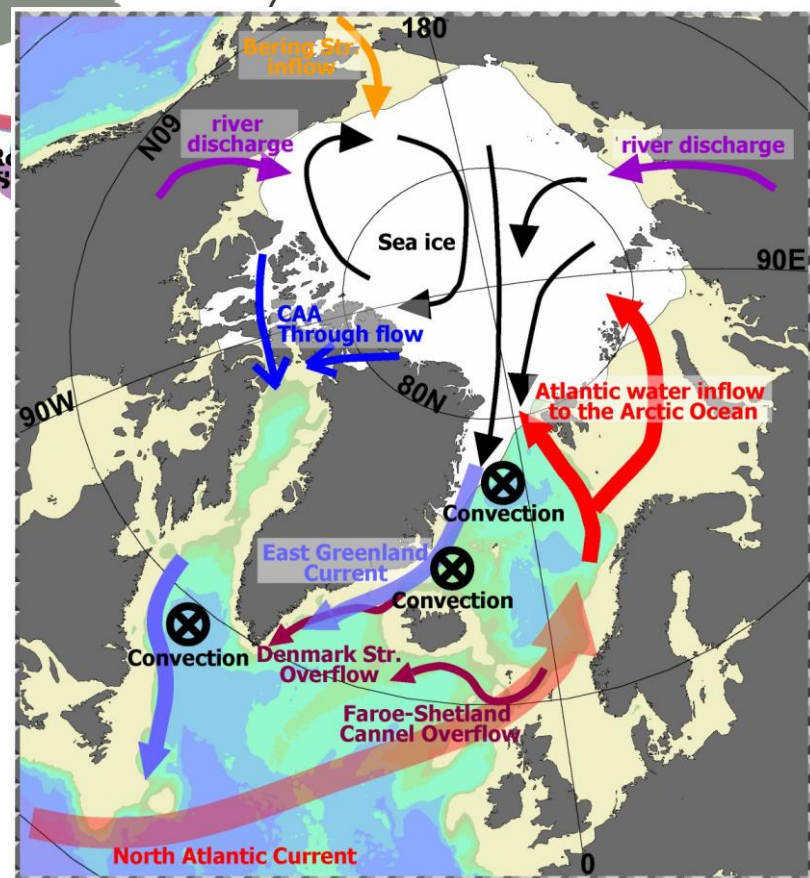 180
Bering Str.
inflow
N09
river
discharge
river discharge
Sea ice
90E
CAA
Through flow
80N
90W
Atlantic water inflow
to the Arctic Ocean
Convection
East Greenland
Current
Convection
Convection
Denmark Str.
Overflow
Faroe-Shetland
Cannel Overflow
North Atlantic Current
0